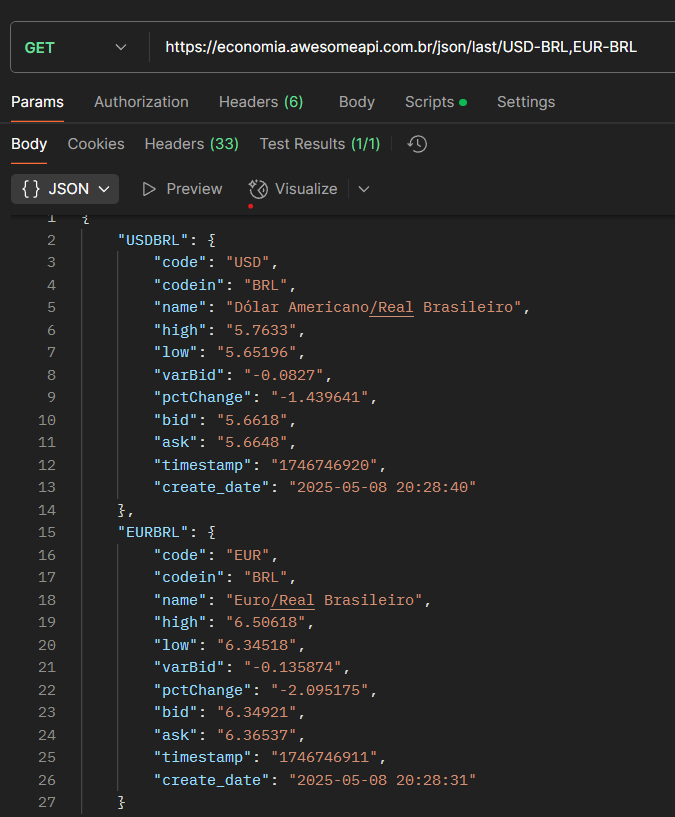 GET https://economia.awesomeapi.com.br/json/last/USD-BRL,EUR-BRL
Params Authorization Headers (6) Body Scripts Settings
Body Cookies Headers (33) Test Results (1/1)
{} JSON Preview Visualize
1 {
2 "USDBRL": {
3 "code": "USD",
4 "codein": "BRL",
5 "name": "Dólar Americano/Real Brasileiro",
6 "high": "5.7633",
7 "low": "5.65196",
8 "varBid": "-0.0827",
9 "pctChange": "-1.439641",
10 "bid": "5.6618",
11 "ask": "5.6648",
12 "timestamp": "1746746920",
13 "create_date": "2025-05-08 20:28:40"
14 },
15 "EURBRL": {
16 "code": "EUR",
17 "codein": "BRL",
18 "name": "Euro/Real Brasileiro",
19 "high": "6.50618",
20 "low": "6.34518",
21 "varBid": "-0.135874",
22 "pctChange": "-2.095175",
23 "bid": "6.34921",
24 "ask": "6.36537",
25 "timestamp": "1746746911",
26 "create_date": "2025-05-08 20:28:31"
27 }